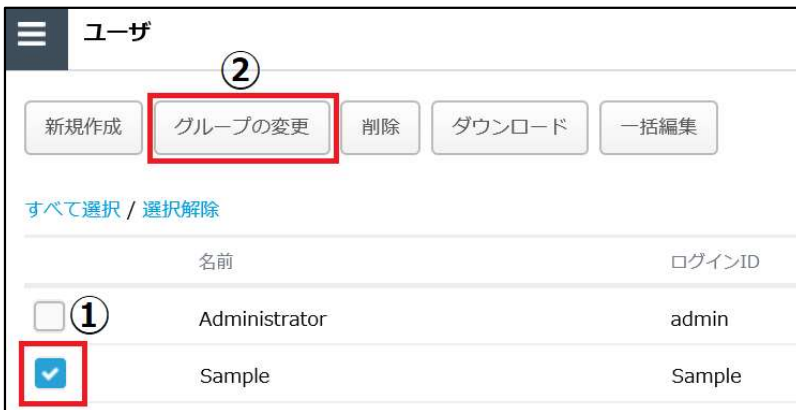 ユーザ
②
新規作成 グループの変更 削除 ダウンロード 一括編集
すべて選択 / 選択解除
名前 ログインID
①
Administrator admin
Sample Sample